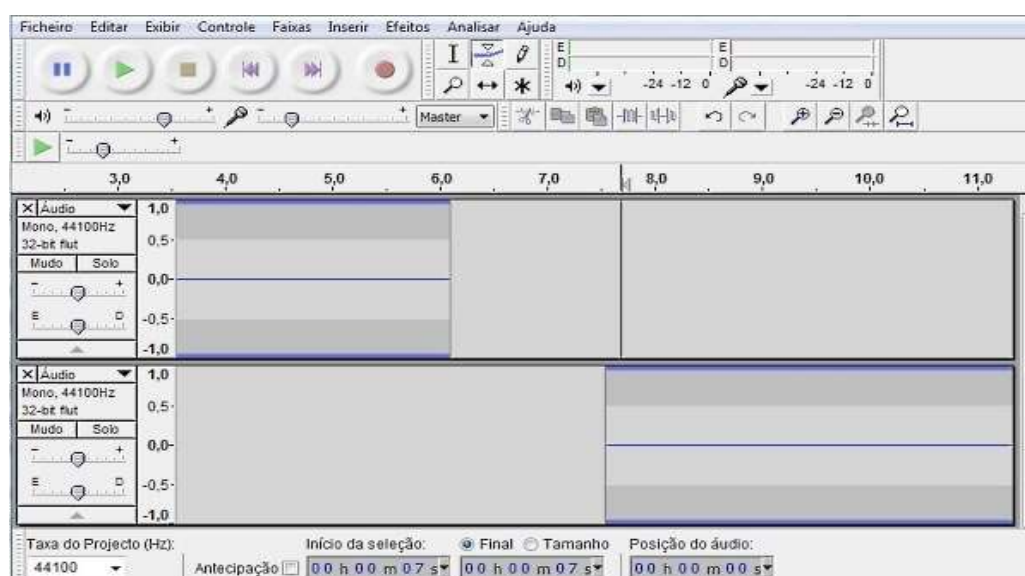 Ficheiro Editar Exibir Controle Faixas Inserir Efeitos Analisar Ajuda
E
D
-24 -12 0
E
D
-24 -12 0
- + - + Master
- +
3,0 4,0 5,0 6,0 7,0 8,0 9,0 10,0 11,0
X Áudio 1,0
Mono, 44100Hz
32-bit flut 0,5
Mudo Solo
- + 0,0
E D -0,5
-1,0
X Áudio 1,0
Mono, 44100Hz
32-bit flut 0,5
Mudo Solo
- + 0,0
E D -0,5
-1,0
Taxa do Projecto (Hz): Início da seleção: Final Tamanho Posição do áudio:
44100 Antecipação 00 h 00 m 07 s 00 h 00 m 07 s 00 h 00 m 00 s